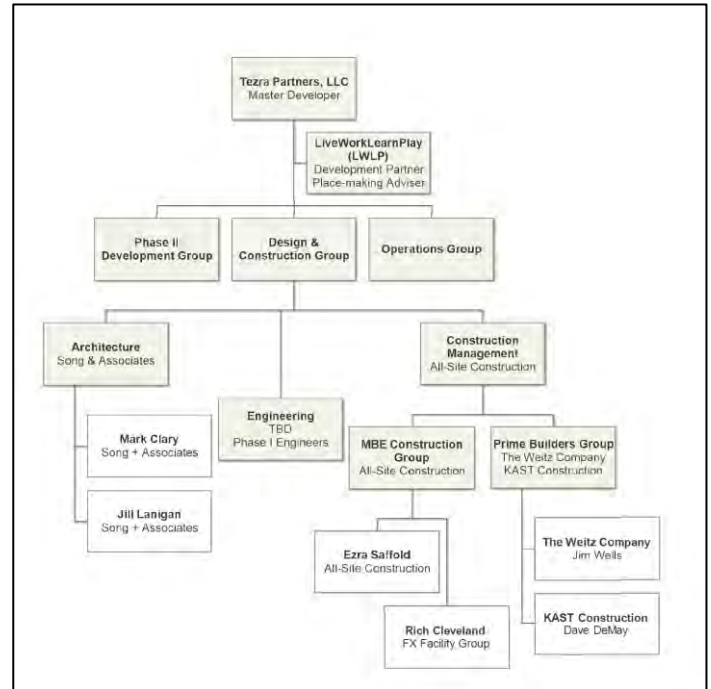 Tezra Partners, LLC
Master Developer
LiveWorkLearnPlay
(LWLP)
Development Partner
Place-making Adviser
Phase II
Development Group
Design &
Construction Group
Operations Group
Architecture
Song & Associates
Mark Clary
Song + Associates
Jill Lanigan
Song + Associates
Engineering
TBD
Phase I Engineers
Construction
Management
All-Site Construction
MBE Construction
Group
All-Site Construction
Ezra Saffold
All-Site Construction
Rich Cleveland
FX Facility Group
Prime Builders Group
The Weitz Company
KAST Construction
The Weitz Company
Jim Wells
KAST Construction
Dave DeMay